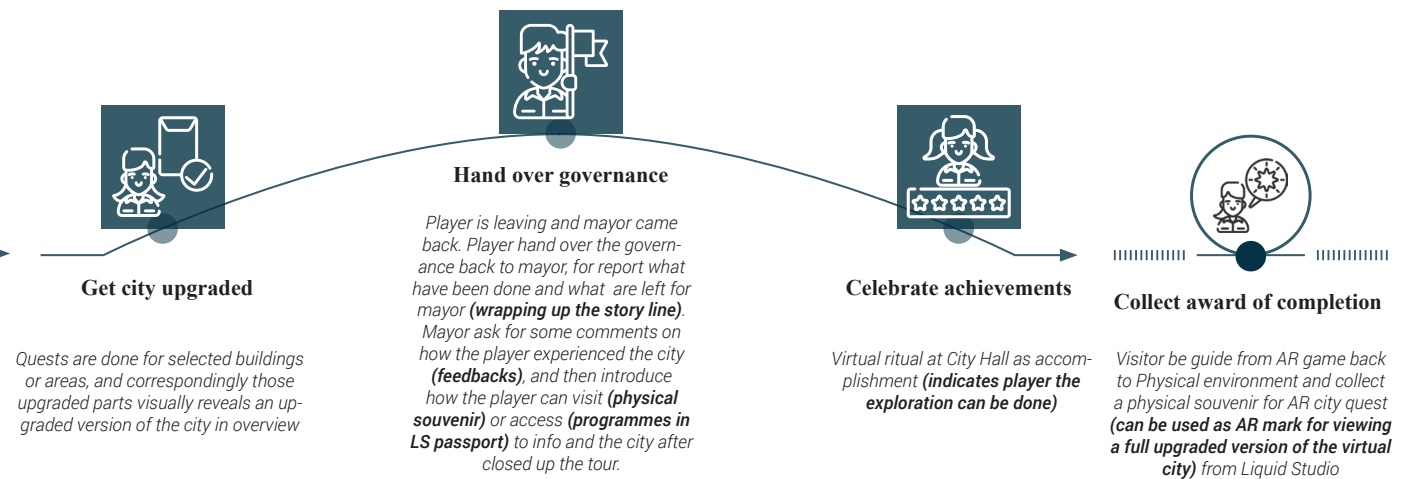 Get city upgraded
Quests are done for selected buildings
or areas, and correspondingly those
upgraded parts visually reveals an up-
graded version of the city in overview
Hand over governance
Player is leaving and mayor came
back. Player hand over the govern-
ance back to mayor, for report what
have been done and what are left for
mayor (wrapping up the story line).
Mayor ask for some comments on
how the player experienced the city
(feedbacks), and then introduce
how the player can visit (physical
souvenir) or access (programmes in
LS passport) to info and the city after
closed up the tour.
Celebrate achievements
Virtual ritual at City Hall as accom-
plishment (indicates player the
exploration can be done)
Collect award of completion
Visitor be guide from AR game back
to Physical environment and collect
a physical souvenir for AR city quest
(can be used as AR mark for viewing
a full upgraded version of the virtual
city) from Liquid Studio